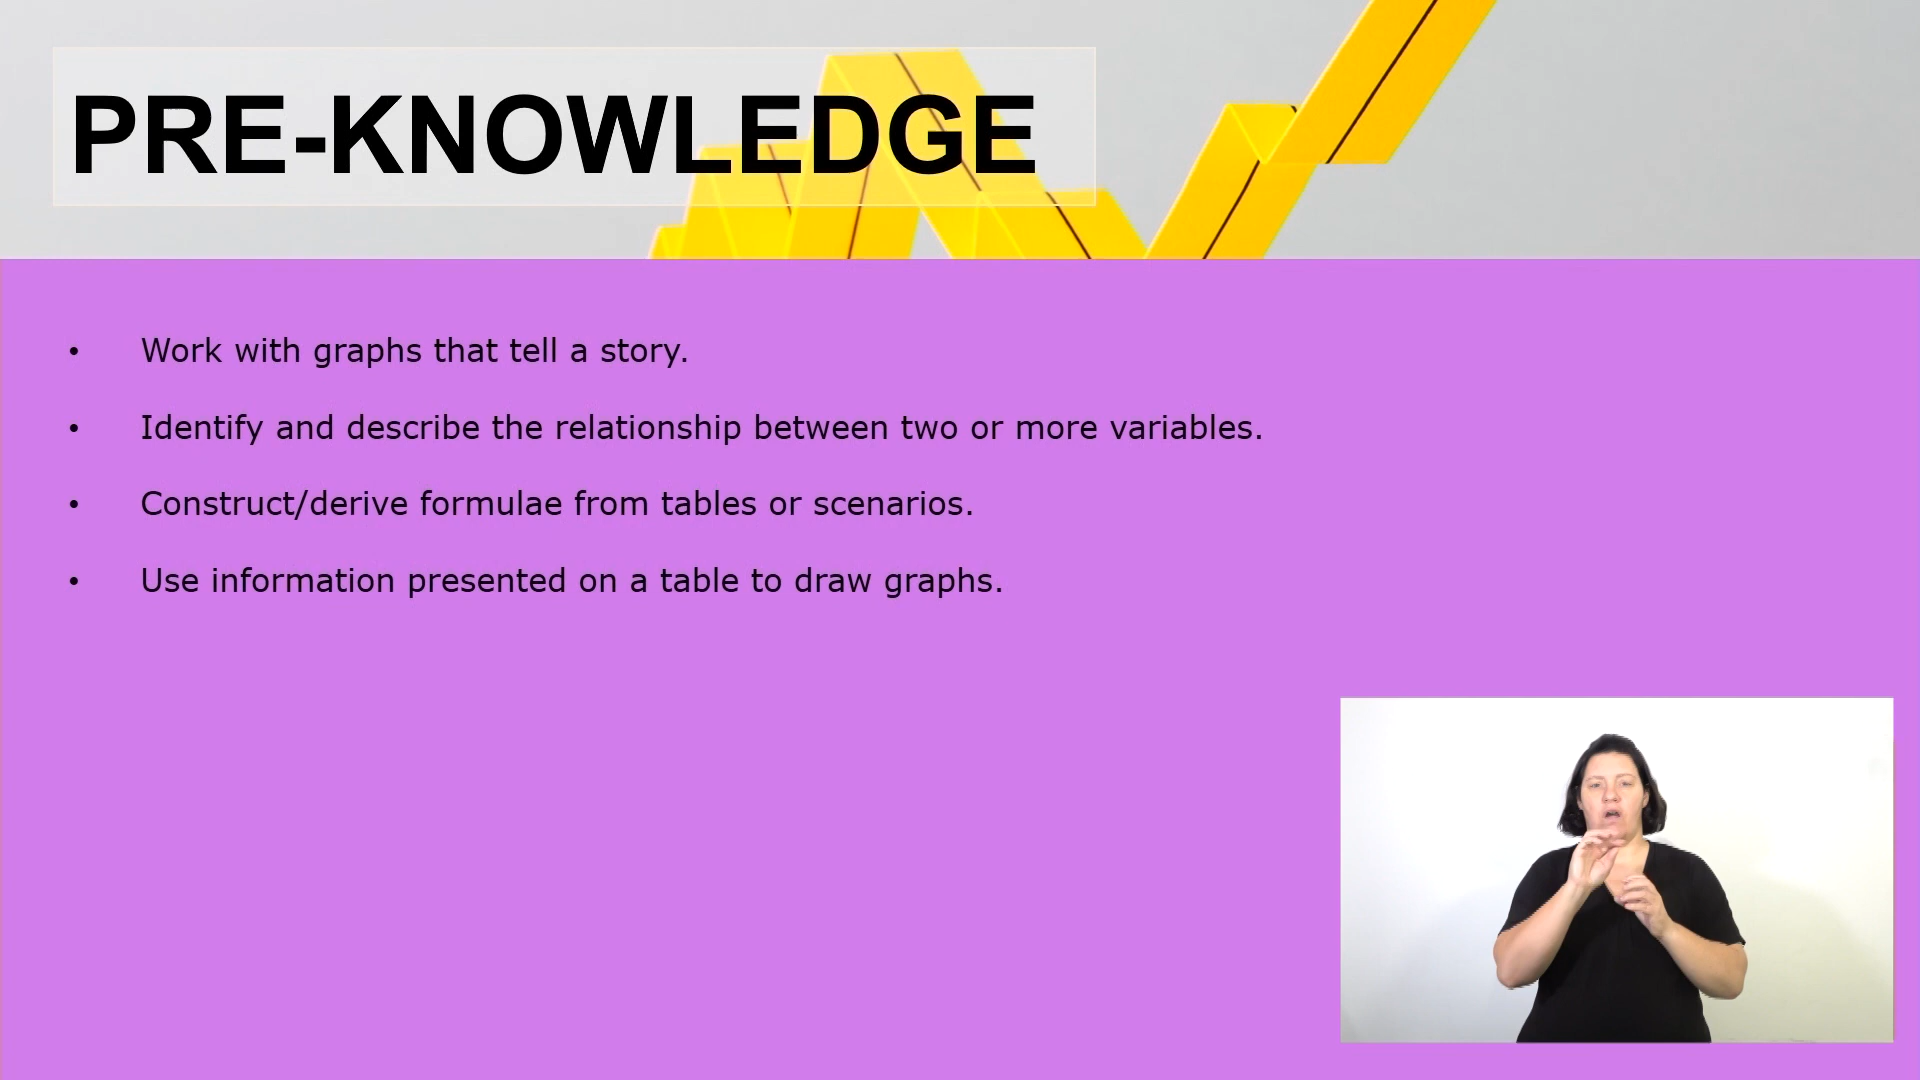 PRE-KNOWLEDGE
• Work with graphs that tell a story.
• Identify and describe the relationship between two or more variables.
• Construct/derive formulae from tables or scenarios.
• Use information presented on a table to draw graphs.